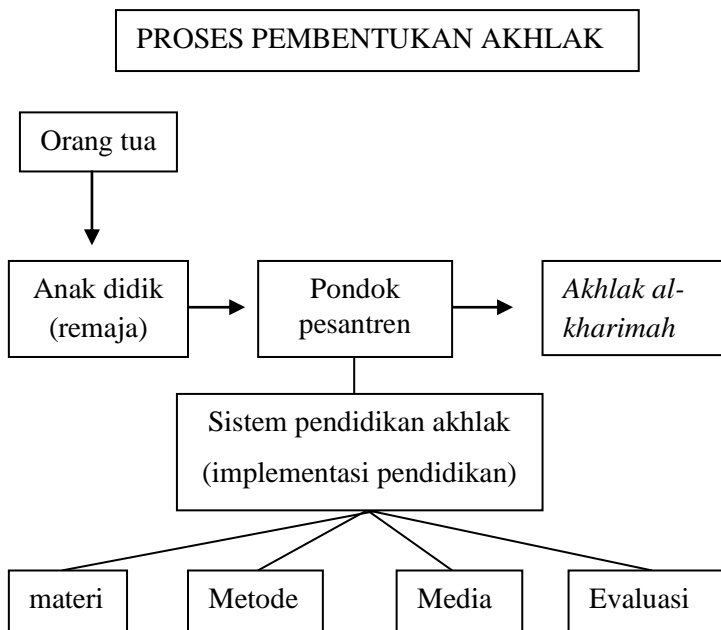 PROSES PEMBENTUKAN AKHLAK
Orang tua
Anak didik
(remaja)
Pondok
pesantren
Akhlak al-
kharimah
Sistem pendidikan akhlak
(implementasi pendidikan)
materi
Metode
Media
Evaluasi